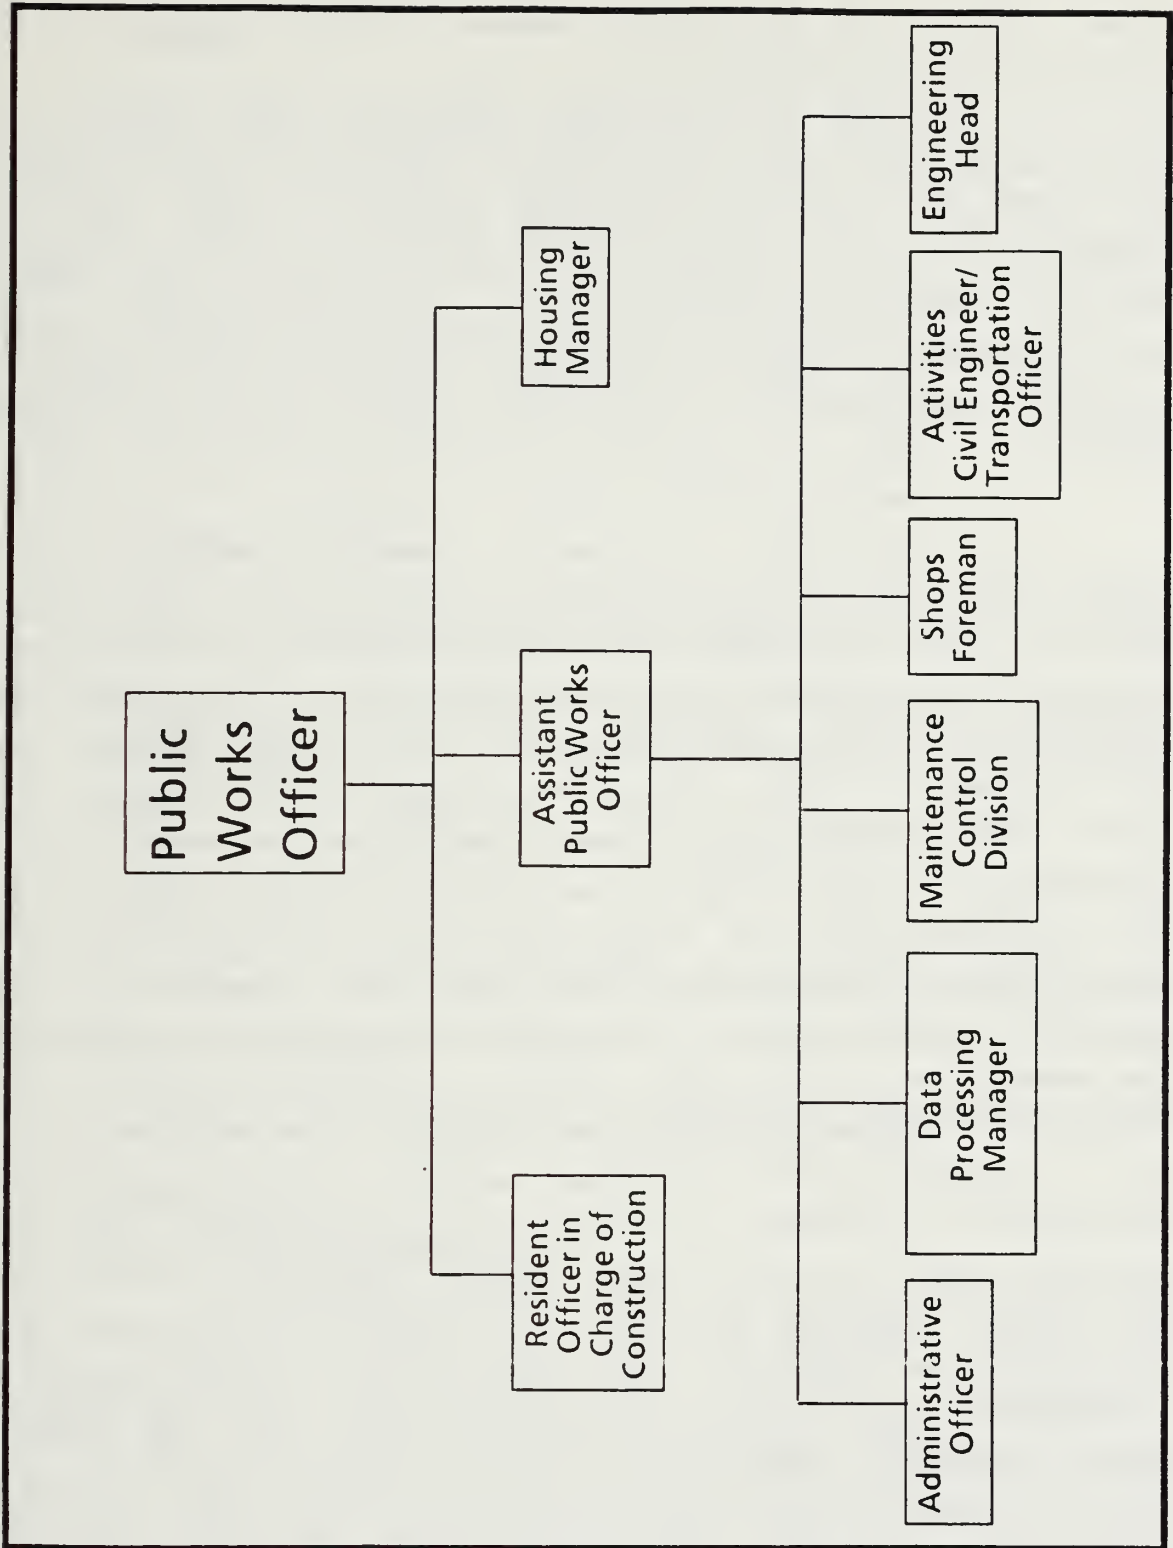 Public
Works
Officer
Resident
Officer in
Charge of
Construction
Assistant
Public Works
Officer
Housing
Manager
Administrative
Officer
Data
Processing
Manager
Maintenance
Control
Division
Shops
Foreman
Activities
Civil Engineer/
Transportation
Officer
Engineering
Head